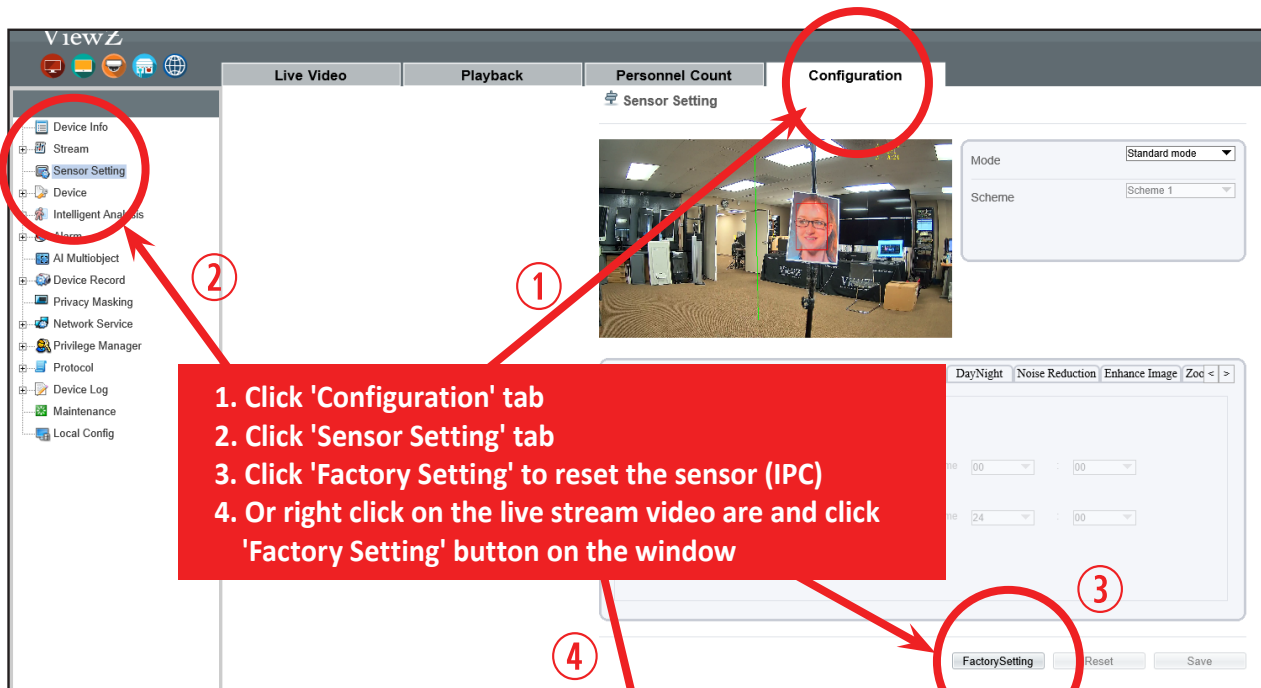 ViewZ
Live Video
Playback
Personnel Count
Configuration
Sensor Setting
Device Info
Stream
Sensor Setting
Device
Intelligent Analysis
Alarm
AI Multiobject
Device Record
Privacy Masking
Network Service
Privilege Manager
Protocol
Device Log
Maintenance
Local Config
Mode
Standard mode
Scheme
Scheme 1
ViewZ
ViewZ
1
2
1. Click 'Configuration' tab
2. Click 'Sensor Setting' tab
3. Click 'Factory Setting' to reset the sensor (IPC)
4. Or right click on the live stream video are and click
'Factory Setting' button on the window
DayNight
Noise Reduction
Enhance Image
Zoo
< >
00 : 00
24 : 00
3
4
FactorySetting
Reset
Save